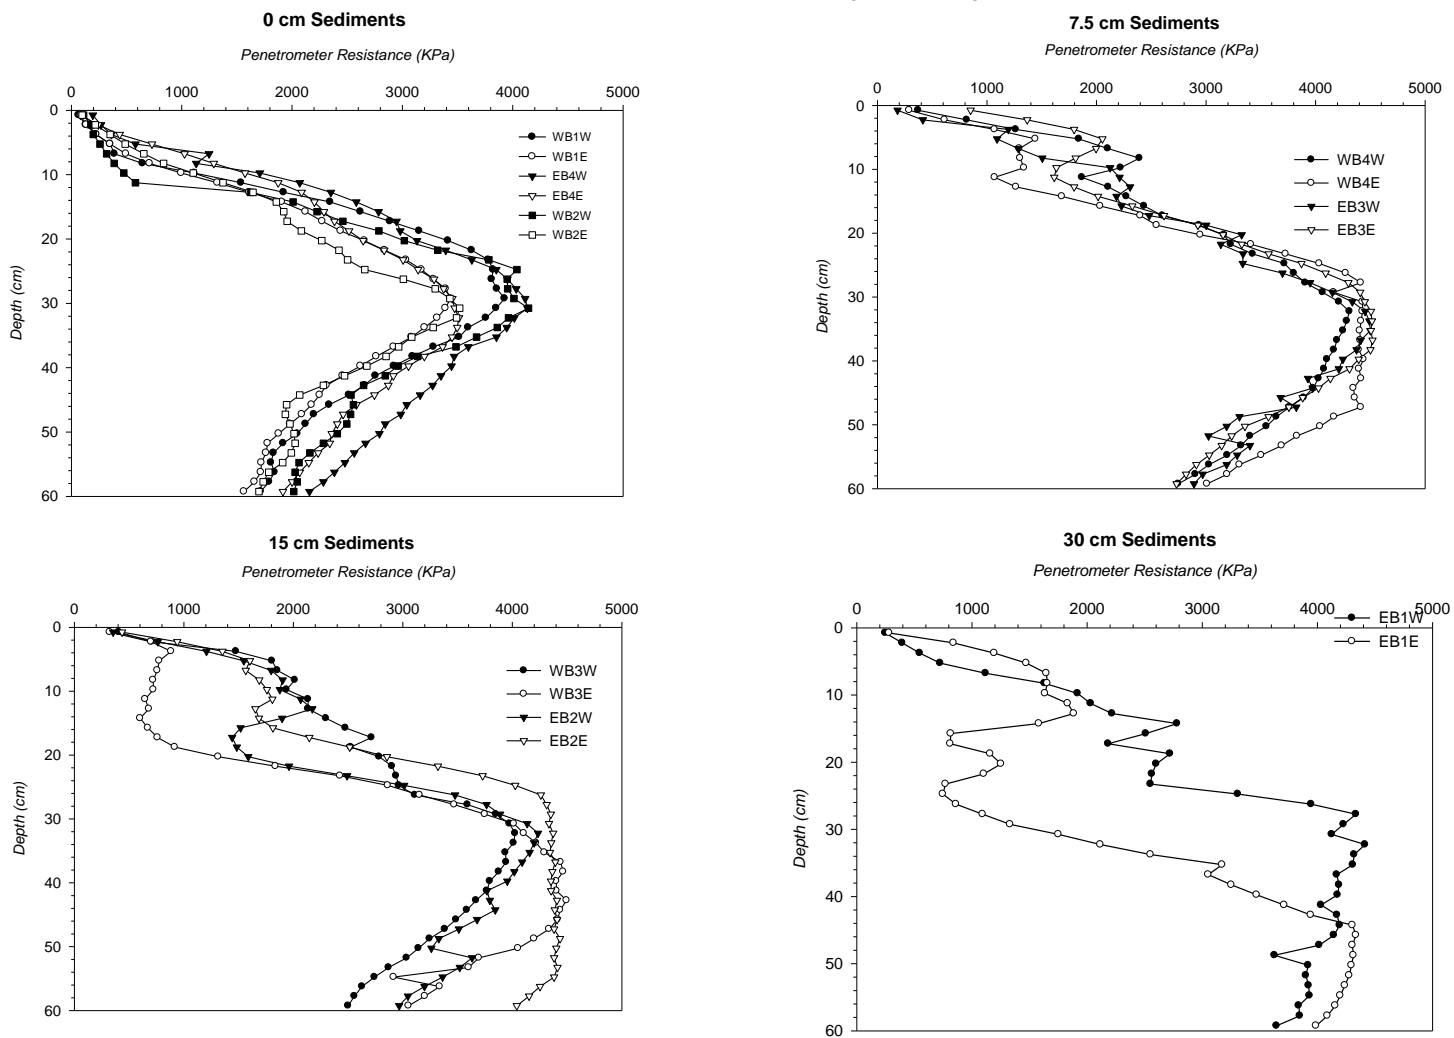 0 cm Sediments
Penetrometer Resistance (KPa)
0 1000 2000 3000 4000 5000
0
10
20
30
40
50
60
Depth (cm)
WB1W
WB1E
EB4W
EB4E
WB2W
WB2E
7.5 cm Sediments
Penetrometer Resistance (KPa)
0 1000 2000 3000 4000 5000
0
10
20
30
40
50
60
Depth (cm)
WB4W
WB4E
EB3W
EB3E
15 cm Sediments
Penetrometer Resistance (KPa)
0 1000 2000 3000 4000 5000
0
10
20
30
40
50
60
Depth (cm)
WB3W
WB3E
EB2W
EB2E
30 cm Sediments
Penetrometer Resistance (KPa)
0 1000 2000 3000 4000 5000
0
10
20
30
40
50
60
Depth (cm)
EB1W
EB1E